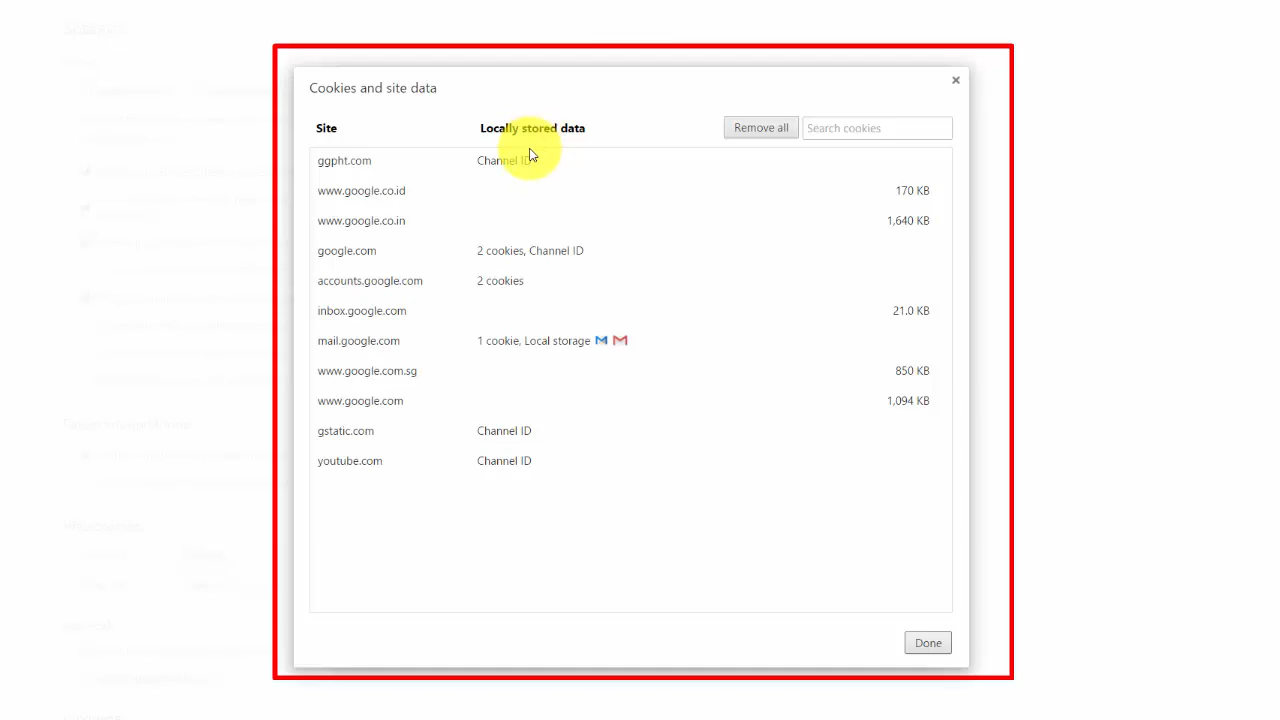 Cookies and site data
Site Locally stored data Remove all Search cookies
ggpht.com Channel ID
www.google.co.id 170 KB
www.google.co.in 1,640 KB
google.com 2 cookies, Channel ID
accounts.google.com 2 cookies
inbox.google.com 21.0 KB
mail.google.com 1 cookie, Local storage
www.google.com.sg 850 KB
www.google.com 1,094 KB
gstatic.com Channel ID
youtube.com Channel ID
Done